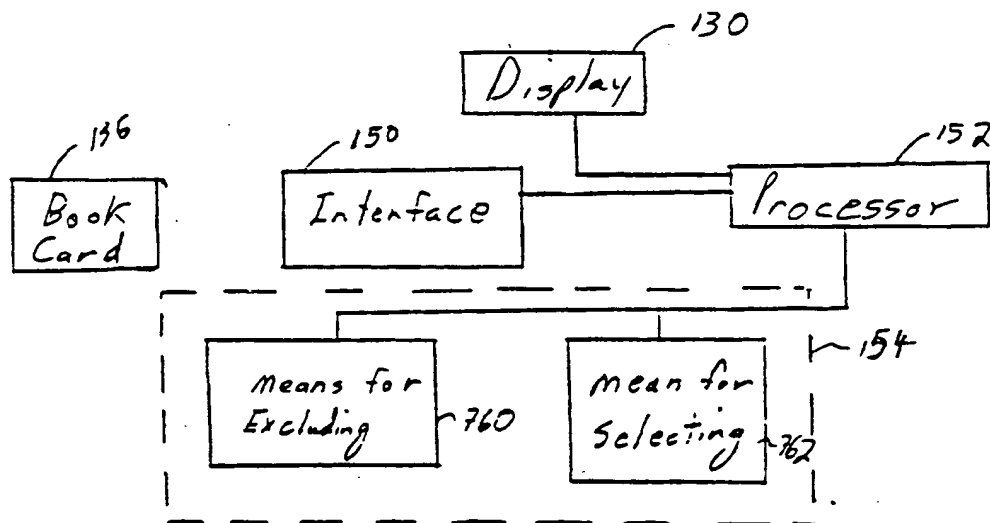 130
Display
136
150
152
Book
Card
Interface
Processor
154
Means for
Excluding
760
mean for
Selecting
762